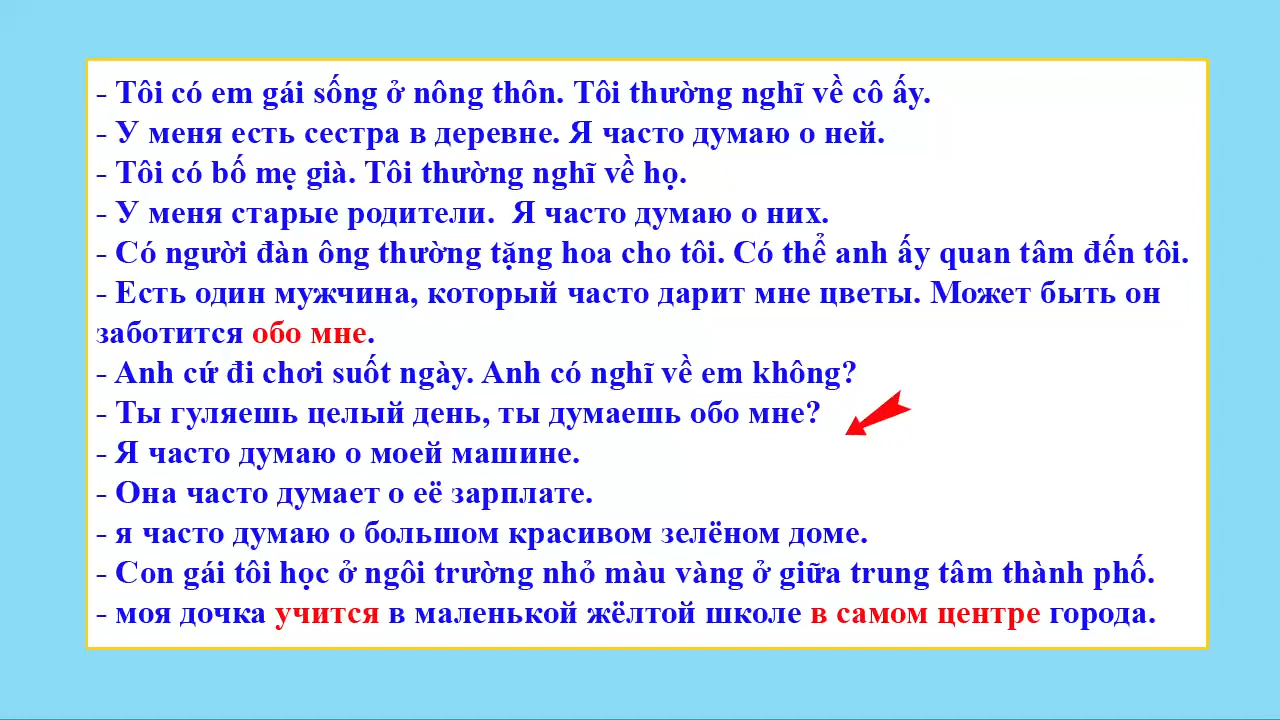 - Tôi có em gái sống ở nông thôn. Tôi thường nghĩ về cô ấy.
- У меня есть сестра в деревне. Я часто думаю о ней.
- Tôi có bố mẹ già. Tôi thường nghĩ về họ.
- У меня старые родители.  Я часто думаю о них.
- Có người đàn ông thường tặng hoa cho tôi. Có thể anh ấy quan tâm đến tôi.
- Есть один мужчина, который часто дарит мне цветы. Может быть он
заботится обо мне.
- Anh cứ đi chơi suốt ngày. Anh có nghĩ về em không?
- Ты гуляешь целый день, ты думаешь обо мне?
- Я часто думаю о моей машине.
- Она часто думает о её зарплате.
- я часто думаю о большом красивом зелёном доме.
- Con gái tôi học ở ngôi trường nhỏ màu vàng ở giữa trung tâm thành phố.
- моя дочка учится в маленькой жёлтой школе в самом центре города.